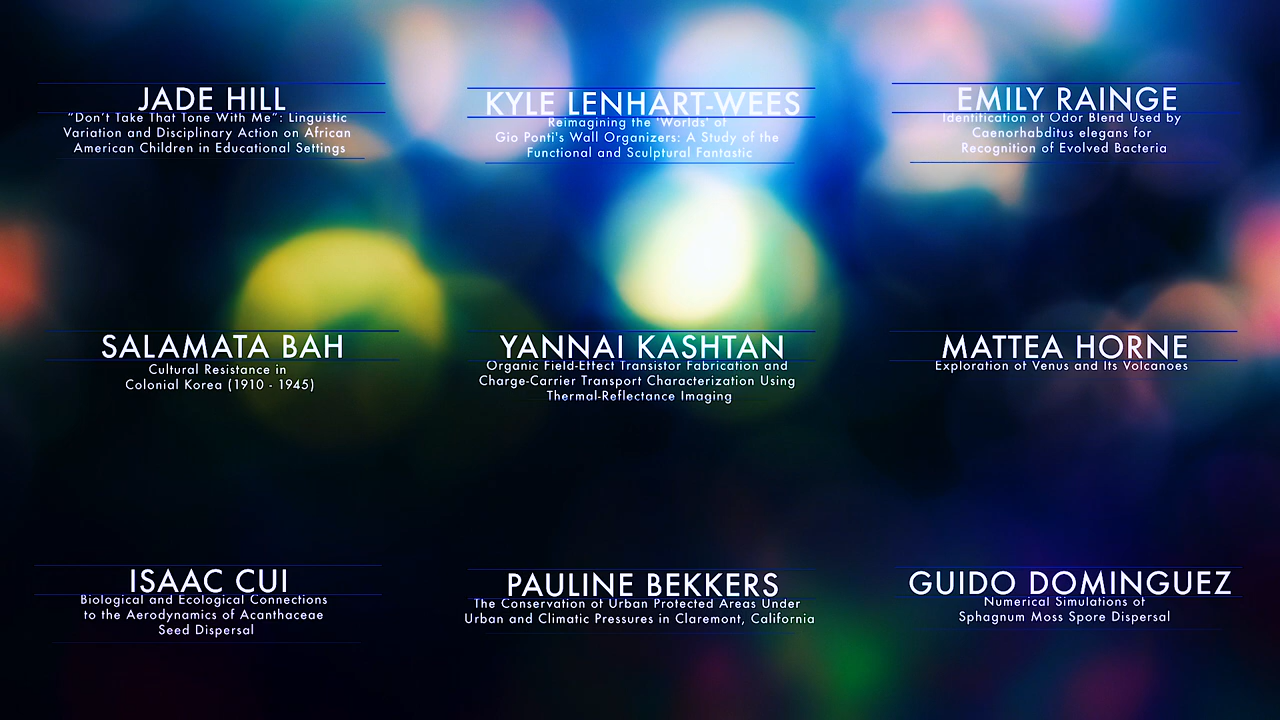 JADE HILL
"Don't Take That Tone With Me": Linguistic
Variation and Disciplinary Action on African
American Children in Educational Settings
KYLE LENHART-WEES
Reimagining the 'Worlds' of
Gio Ponti's Wall Organizers: A Study of the
Functional and Sculptural Fantastic
EMILY RAINGE
Identification of Odor Blend Used by
Caenorhabditus elegans for
Recognition of Evolved Bacteria
SALAMATA BAH
Cultural Resistance in
Colonial Korea (1910 - 1945)
YANNAI KASHTAN
Organic Field-Effect Transistor Fabrication and
Charge-Carrier Transport Characterization Using
Thermal-Reflectance Imaging
MATTEA HORNE
Exploration of Venus and Its Volcanoes
ISAAC CUI
Biological and Ecological Connections
to the Aerodynamics of Acanthaceae
Seed Dispersal
PAULINE BEKKERS
The Conservation of Urban Protected Areas Under
Urban and Climatic Pressures in Claremont, California
GUIDO DOMINGUEZ
Numerical Simulations of
Sphagnum Moss Spore Dispersal